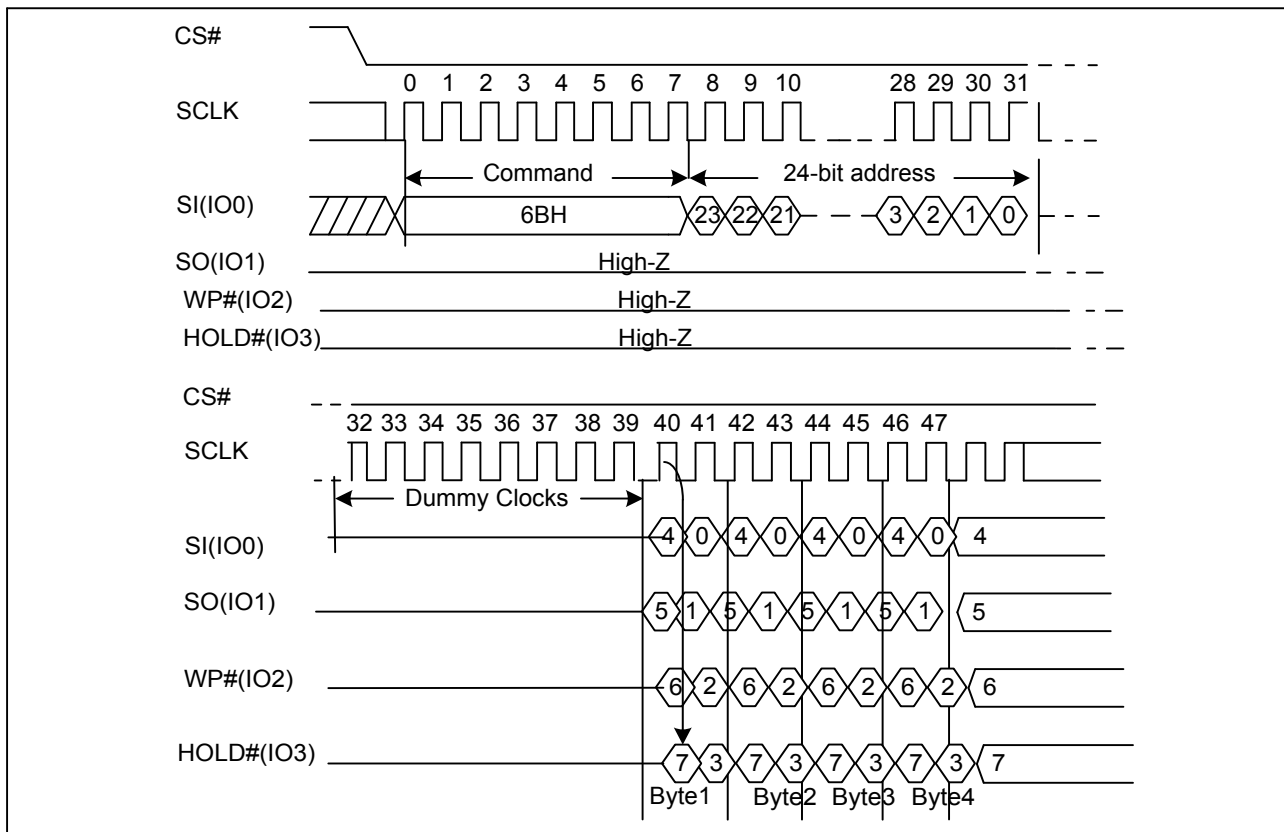 CS#
0 1 2 3 4 5 6 7 8 9 10 28 29 30 31
SCLK
Command 24-bit address
SI(IO0) 6BH 23 22 21 3 2 1 0
SO(IO1) High-Z
WP#(IO2) High-Z
HOLD#(IO3) High-Z
CS#
32 33 34 35 36 37 38 39 40 41 42 43 44 45 46 47
SCLK
Dummy Clocks
SI(IO0) 4 0 4 0 4 0 4 0 4
SO(IO1) 5 1 5 1 5 1 5 1 5
WP#(IO2) 6 2 6 2 6 2 6 2 6
HOLD#(IO3) 7 3 7 3 7 3 7 3 7
Byte1 Byte2 Byte3 Byte4